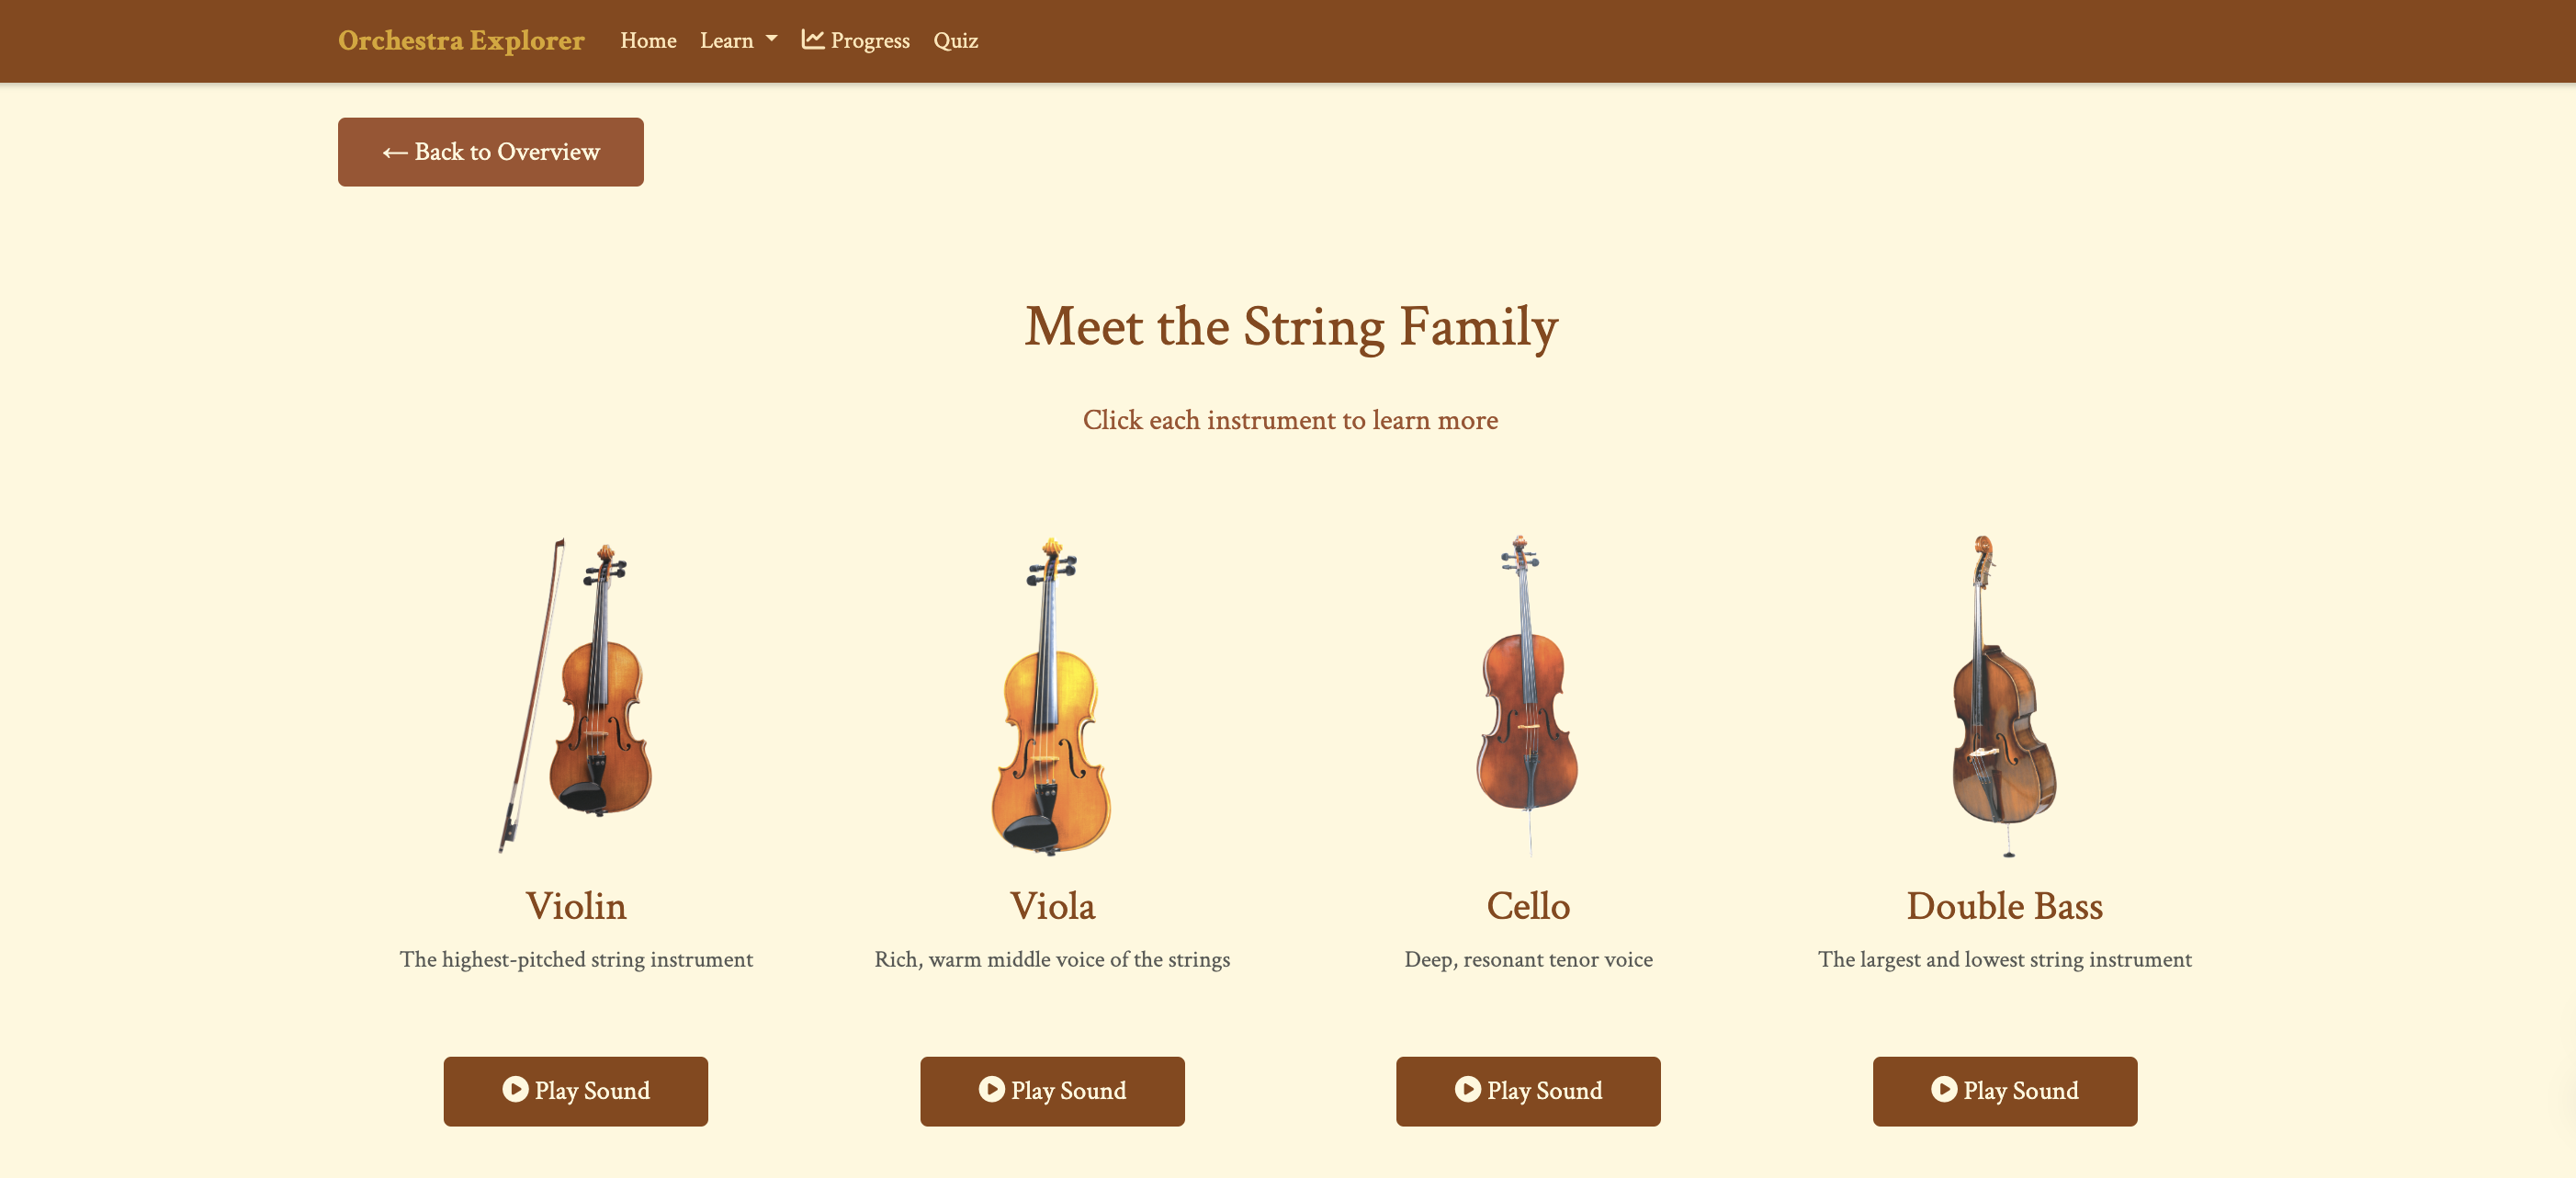 Orchestra Explorer Home Learn Progress Quiz
← Back to Overview
Meet the String Family
Click each instrument to learn more
Violin Viola Cello Double Bass
The highest-pitched string instrument Rich, warm middle voice of the strings Deep, resonant tenor voice The largest and lowest string instrument
Play Sound Play Sound Play Sound Play Sound